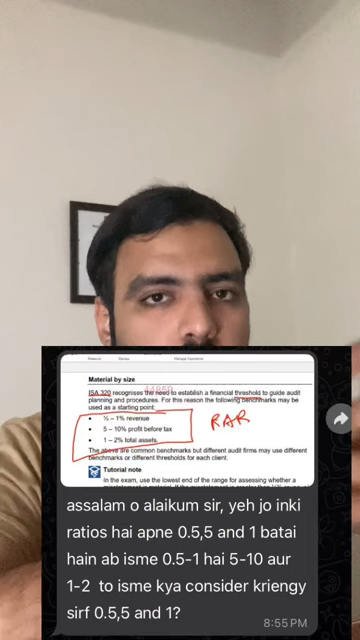 Material by size
ISA 320 recognises the need to establish a financial threshold to guide audit
planning and procedures. For this reason the following benchmarks may be
used as a starting point:
• ½ – 1% revenue
• 5 – 10% profit before tax
• 1 – 2% total assets.
RAR
The above are common benchmarks but different audit firms may use different
benchmarks or different thresholds for each client.
Tutorial note
In the exam, use the lowest end of the range for assessing whether a
assalam o alaikum sir, yeh jo inki
ratios hai apne 0.5,5 and 1 batai
hain ab isme 0.5-1 hai 5-10 aur
1-2 to isme kya consider kriengy
sirf 0.5,5 and 1?
8:55 PM